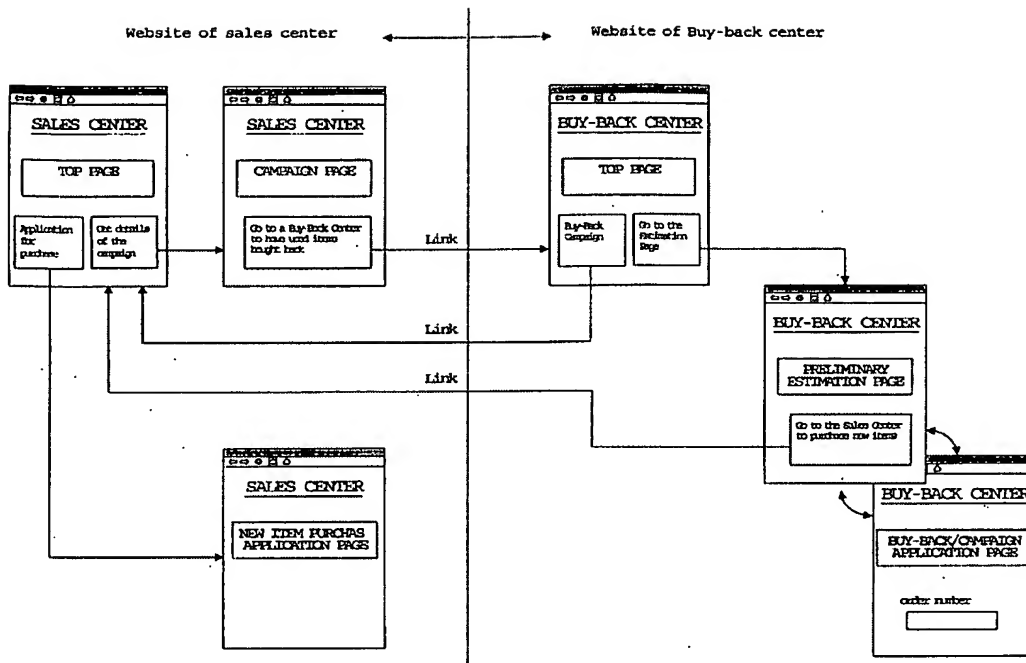 Website of sales center
Website of Buy-back center
SALES CENTER
TOP PAGE
Application
for
purchase
Get details
of the
campaign
SALES CENTER
CAMPAIGN PAGE
Go to a Buy-Back Center
to have used items
bought back
Link
BUY-BACK CENTER
TOP PAGE
Buy-Back
Campaign
Go to the
Estimation
Page
Link
Link
BUY-BACK CENTER
PRELIMINARY
ESTIMATION PAGE
Go to the Sales Center
to purchase new items
SALES CENTER
NEW ITEM PURCHAS
APPLICATION PAGE
BUY-BACK CENTER
BUY-BACK/CAMPAIGN
APPLICATION PAGE
order number